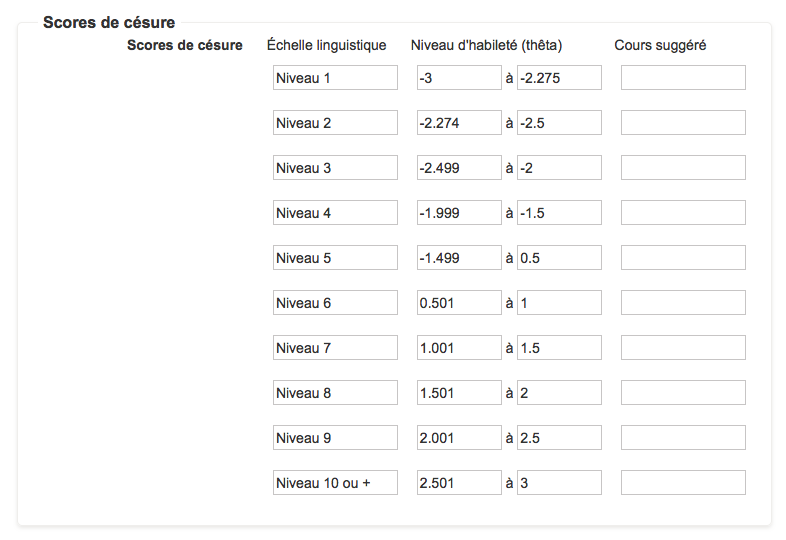 Scores de césure
Scores de césure Échelle linguistique Niveau d'habileté (thêta) Cours suggéré
Niveau 1 -3 à -2.275
Niveau 2 -2.274 à -2.5
Niveau 3 -2.499 à -2
Niveau 4 -1.999 à -1.5
Niveau 5 -1.499 à 0.5
Niveau 6 0.501 à 1
Niveau 7 1.001 à 1.5
Niveau 8 1.501 à 2
Niveau 9 2.001 à 2.5
Niveau 10 ou + 2.501 à 3